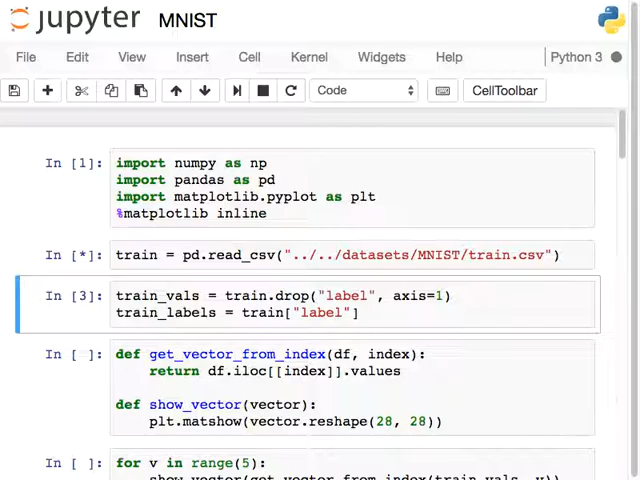 jupyter MNIST
File Edit View Insert Cell Kernel Widgets Help Python 3
Code CellToolbar
In [1]: import numpy as np
import pandas as pd
import matplotlib.pyplot as plt
%matplotlib inline
In [*]: train = pd.read_csv("../../datasets/MNIST/train.csv")
In [3]: train_vals = train.drop("label", axis=1)
train_labels = train["label"]
In [ ]: def get_vector_from_index(df, index):
return df.iloc[[index]].values
def show_vector(vector):
plt.matshow(vector.reshape(28, 28))
In [ ]: for v in range(5):
show_vector(get_vector_from_index(train_vals, v))